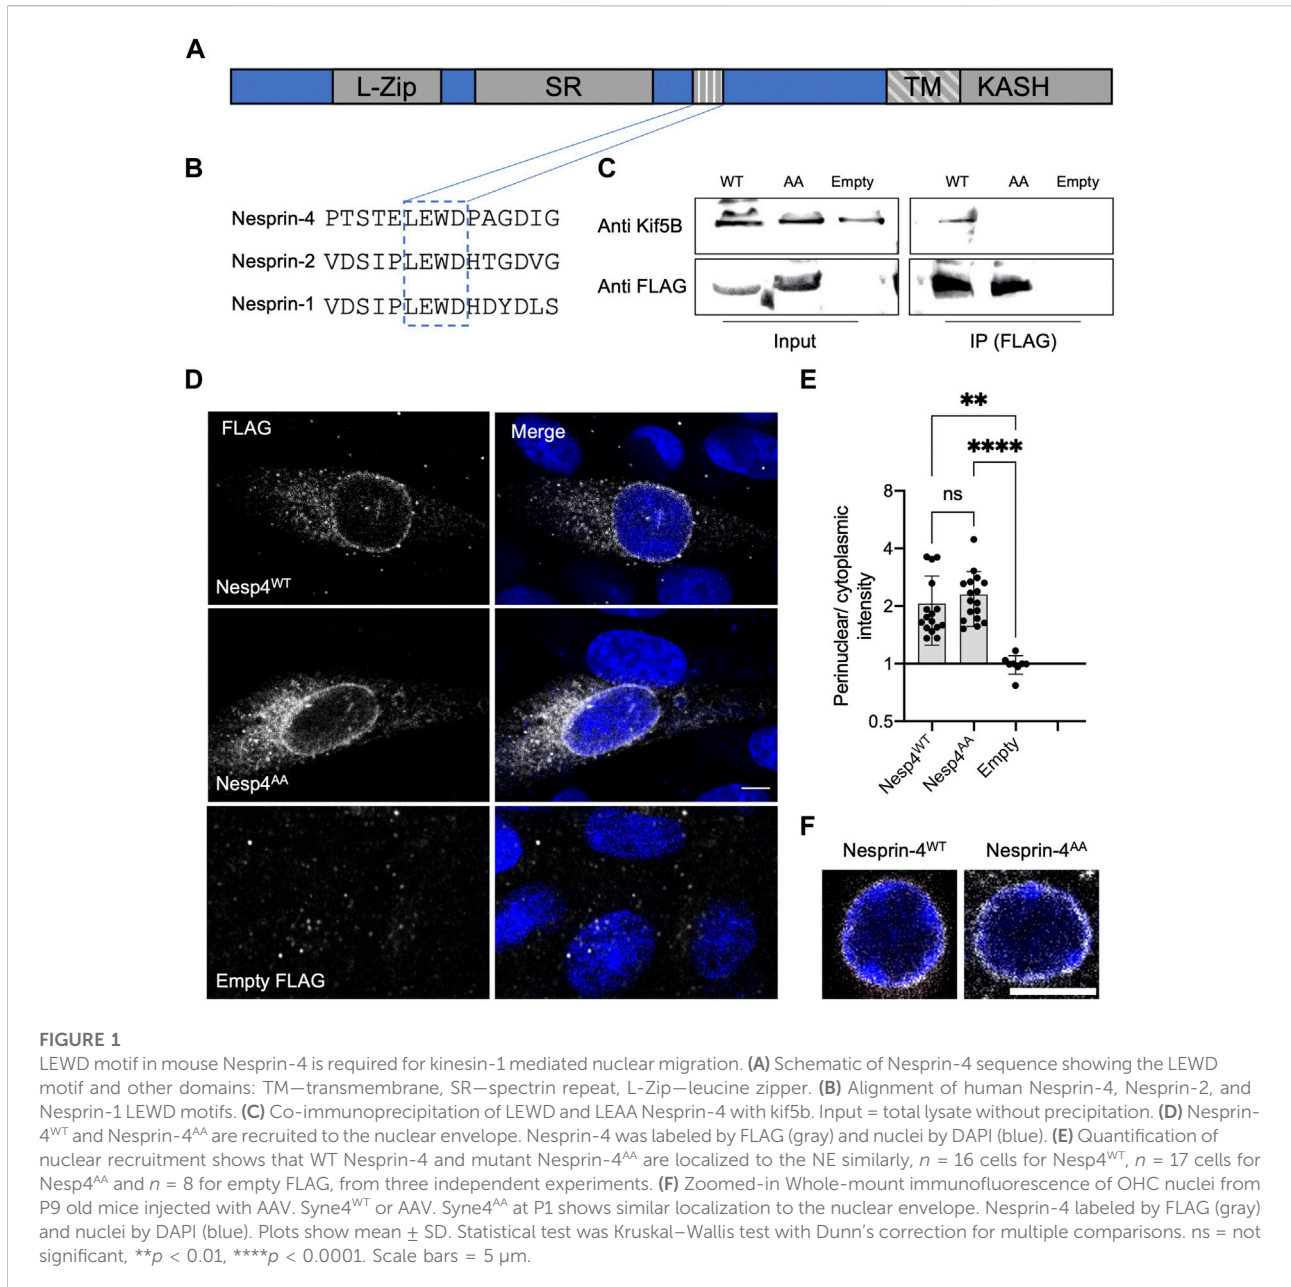 A
L-Zip SR TM KASH
B
Nesprin-4 PTSTELEWDPAGDIG
Nesprin-2 VDSIPLEWDHTGDVG
Nesprin-1 VDSIPLEWDHDYDLS
C
WT AA Empty WT AA Empty
Anti Kif5B
Anti FLAG
Input IP (FLAG)
D
FLAG Merge
Nesp4WT
Nesp4AA
Empty FLAG
E
**
****
ns
8
4
2
1
0.5
Perinuclear/ cytoplasmic
intensity
Nesp4WT Nesp4AA Empty
F
Nesprin-4WT Nesprin-4AA
FIGURE 1
LEWD motif in mouse Nesprin-4 is required for kinesin-1 mediated nuclear migration. (A) Schematic of Nesprin-4 sequence showing the LEWD
motif and other domains: TM—transmembrane, SR—spectrin repeat, L-Zip—leucine zipper. (B) Alignment of human Nesprin-4, Nesprin-2, and
Nesprin-1 LEWD motifs. (C) Co-immunoprecipitation of LEWD and LEAA Nesprin-4 with kif5b. Input = total lysate without precipitation. (D) Nesprin-
4WT and Nesprin-4AA are recruited to the nuclear envelope. Nesprin-4 was labeled by FLAG (gray) and nuclei by DAPI (blue). (E) Quantification of
nuclear recruitment shows that WT Nesprin-4 and mutant Nesprin-4AA are localized to the NE similarly, n = 16 cells for Nesp4WT, n = 17 cells for
Nesp4AA and n = 8 for empty FLAG, from three independent experiments. (F) Zoomed-in Whole-mount immunofluorescence of OHC nuclei from
P9 old mice injected with AAV. Syne4WT or AAV. Syne4AA at P1 shows similar localization to the nuclear envelope. Nesprin-4 labeled by FLAG (gray)
and nuclei by DAPI (blue). Plots show mean ± SD. Statistical test was Kruskal–Wallis test with Dunn's correction for multiple comparisons. ns = not
significant, **p < 0.01, ****p < 0.0001. Scale bars = 5 µm.